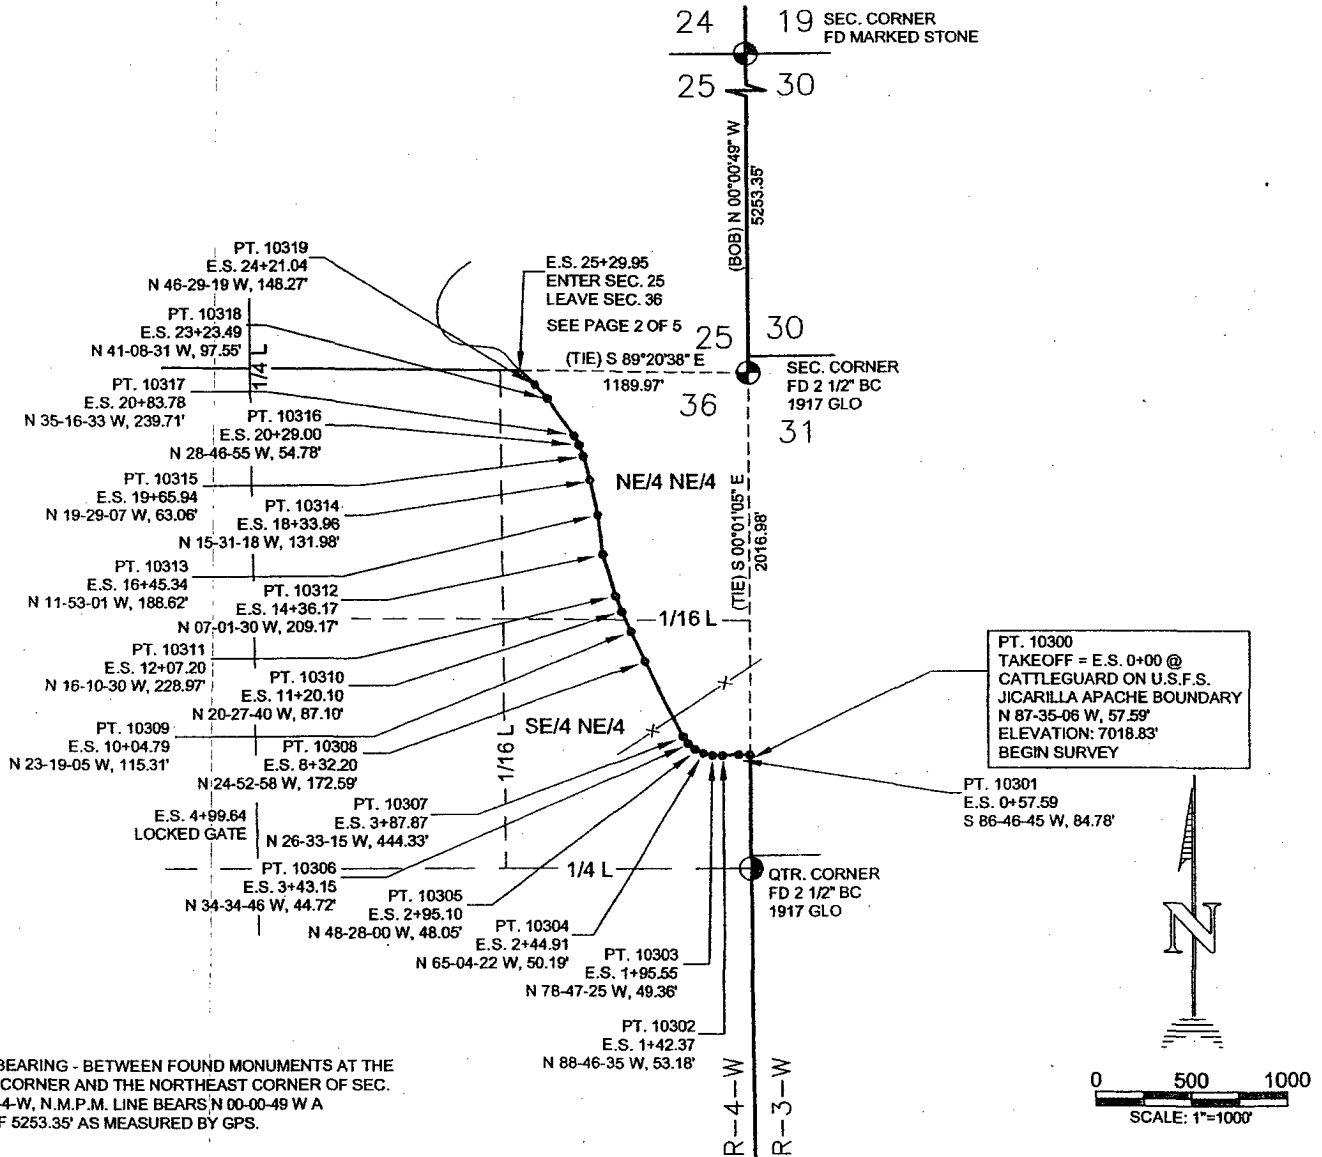 24
19
SEC. CORNER
FD MARKED STONE
25
30
(BOB) N 00°00'49" W
5253.35'
PT. 10319
E.S. 24+21.04
N 46-29-19 W, 148.27'
E.S. 25+29.95
ENTER SEC. 25
LEAVE SEC. 36
SEE PAGE 2 OF 5
PT. 10318
E.S. 23+23.49
N 41-08-31 W, 97.55'
1/4 L
25
30
(TIE) S 89°20'38" E
1189.97'
SEC. CORNER
FD 2 1/2" BC
1917 GLO
36
31
PT. 10317
E.S. 20+83.78
N 35-16-33 W, 239.71'
PT. 10316
E.S. 20+29.00
N 28-46-55 W, 54.78'
NE/4 NE/4
PT. 10315
E.S. 19+65.94
N 19-29-07 W, 63.06'
PT. 10314
E.S. 18+33.96
N 15-31-18 W, 131.98'
(TIE) S 00°01'05" E
2016.98'
PT. 10313
E.S. 16+45.34
N 11-53-01 W, 188.62'
PT. 10312
E.S. 14+36.17
N 07-01-30 W, 209.17'
1/16 L
PT. 10311
E.S. 12+07.20
N 16-10-30 W, 228.97'
PT. 10310
E.S. 11+20.10
N 20-27-40 W, 87.10'
PT. 10300
TAKEOFF = E.S. 0+00 @
CATTLEGUARD ON U.S.F.S.
JICARILLA APACHE BOUNDARY
N 87-35-06 W, 57.59'
ELEVATION: 7018.83'
BEGIN SURVEY
PT. 10309
E.S. 10+04.79
N 23-19-05 W, 115.31'
SE/4 NE/4
1/16 L
PT. 10308
E.S. 8+32.20
N 24-52-58 W, 172.59'
PT. 10301
E.S. 0+57.59
S 86-46-45 W, 84.78'
E.S. 4+99.64
LOCKED GATE
PT. 10307
E.S. 3+87.87
N 26-33-15 W, 444.33'
1/4 L
QTR. CORNER
FD 2 1/2" BC
1917 GLO
PT. 10306
E.S. 3+43.15
N 34-34-46 W, 44.72'
PT. 10305
E.S. 2+95.10
N 48-28-00 W, 48.05'
PT. 10304
E.S. 2+44.91
N 65-04-22 W, 50.19'
PT. 10303
E.S. 1+95.55
N 78-47-25 W, 49.36'
PT. 10302
E.S. 1+42.37
N 88-46-35 W, 53.18'
N
R-4-W
R-3-W
BEARING - BETWEEN FOUND MONUMENTS AT THE
CORNER AND THE NORTHEAST CORNER OF SEC.
4-W, N.M.P.M. LINE BEARS N 00-00-49 W A
F 5253.35' AS MEASURED BY GPS.
0 500 1000
SCALE: 1"=1000'